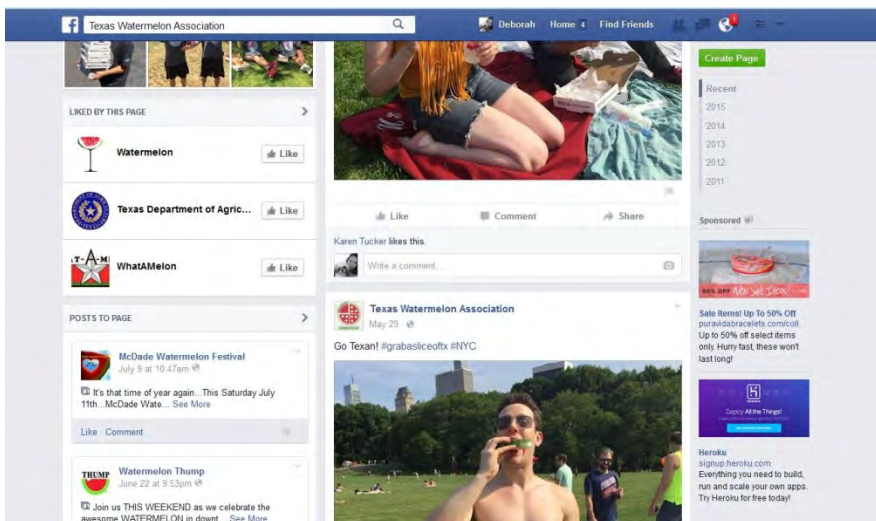 Texas Watermelon Association
Deborah Home 4 Find Friends
1
LIKED BY THIS PAGE >
Watermelon
Like
Texas Department of Agric...
Like
WhatAMelon
Like
POSTS TO PAGE >
McDade Watermelon Festival
July 9 at 10:47am
It's that time of year again...This Saturday July
11th...McDade Wate... See More
Like · Comment
THUMP
Watermelon Thump
June 22 at 9:53pm
Join us THIS WEEKEND as we celebrate the
awesome WATERMELON in downt... See More
Like Comment Share
Karen Tucker likes this.
Write a comment...
Texas Watermelon Association
May 29 ·
Go Texan! #grabasliceoftx #NYC
Create Page
Recent
2015
2014
2013
2012
2011
Sponsored
Sale Items! Up To 50% Off
puravidabracelets.com/coll
Up to 50% off select items
only. Hurry fast, these won't
last long!
Deploy All the Things!
Heroku
signup.heroku.com
Everything you need to build,
run and scale your own apps.
Try Heroku for free today!